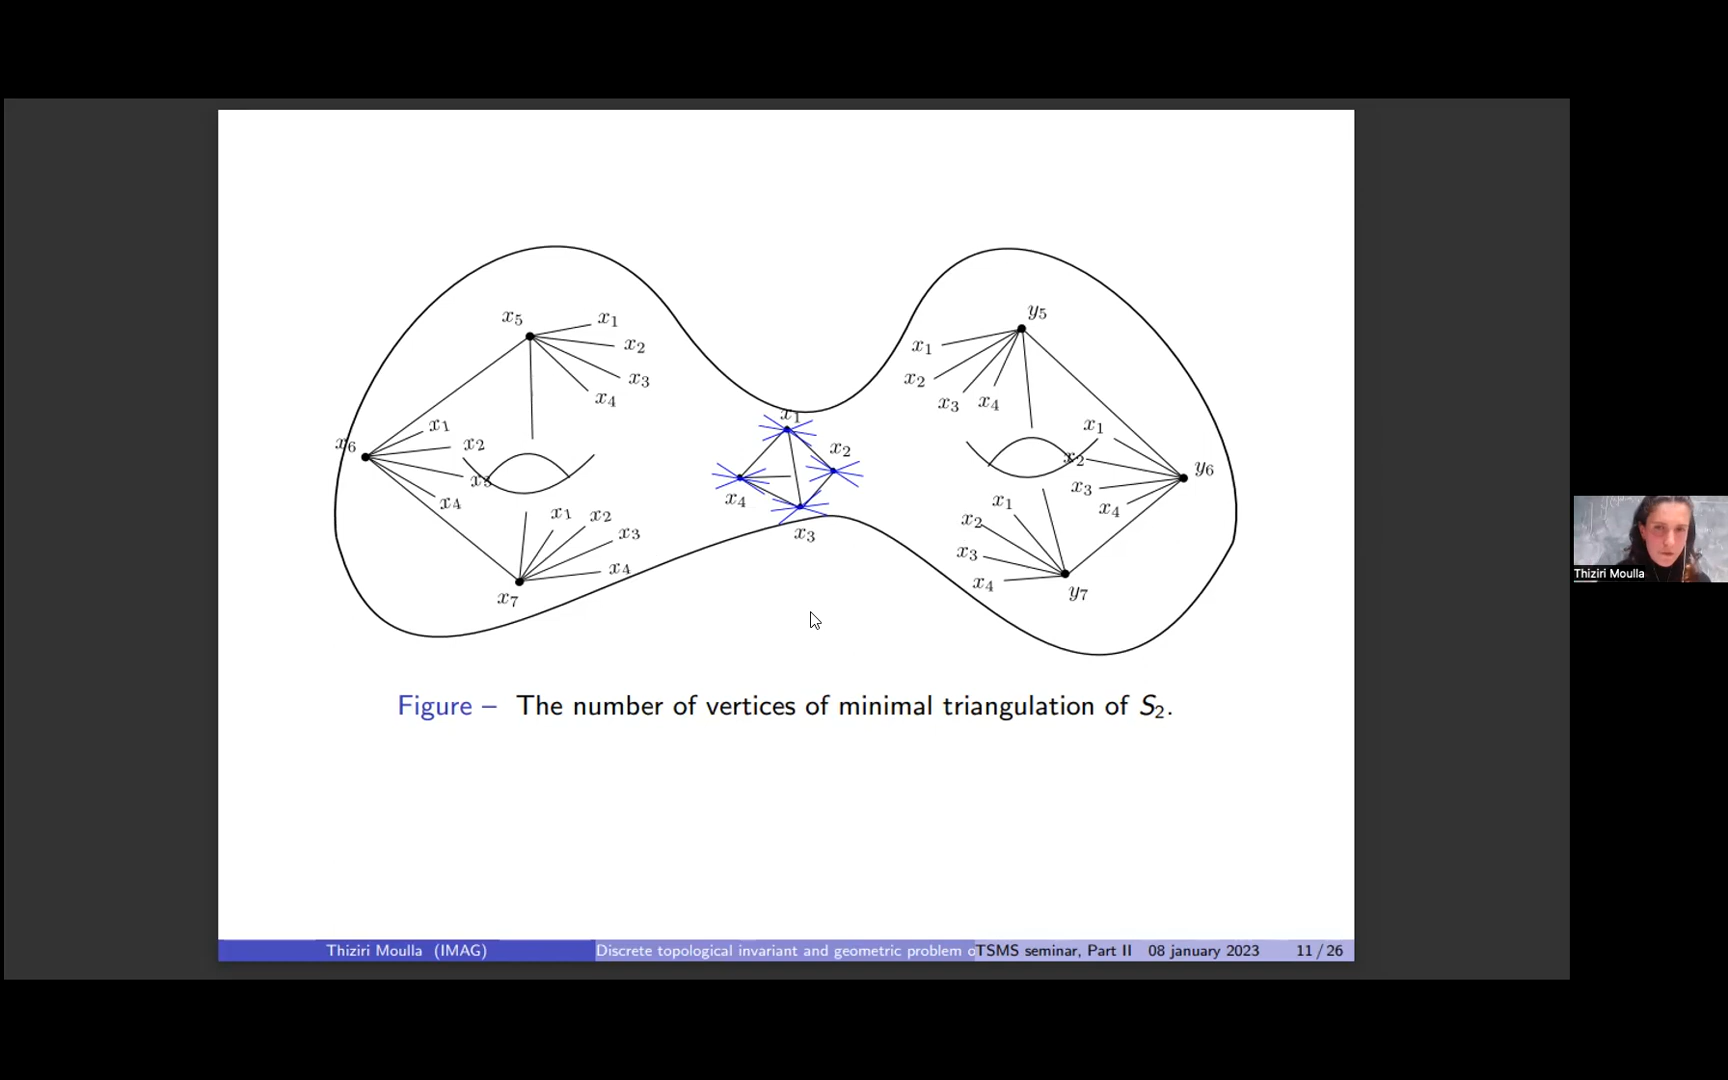 x₅
x₁
x₂
x₃
x₄
x₆
x₁
x₂
x₃
x₄
x₁
x₂
x₃
x₄
x₇
x₁
x₂
x₄
x₃
y₅
x₁
x₂
x₃
x₄
x₁
x₂
x₃
x₄
y₆
x₁
x₂
x₃
x₄
y₇
Figure – The number of vertices of minimal triangulation of S₂.
Thiziri Moulla (IMAG) Discrete topological invariant and geometric problem o TSMS seminar, Part II 08 january 2023 11 / 26
Thiziri Moulla